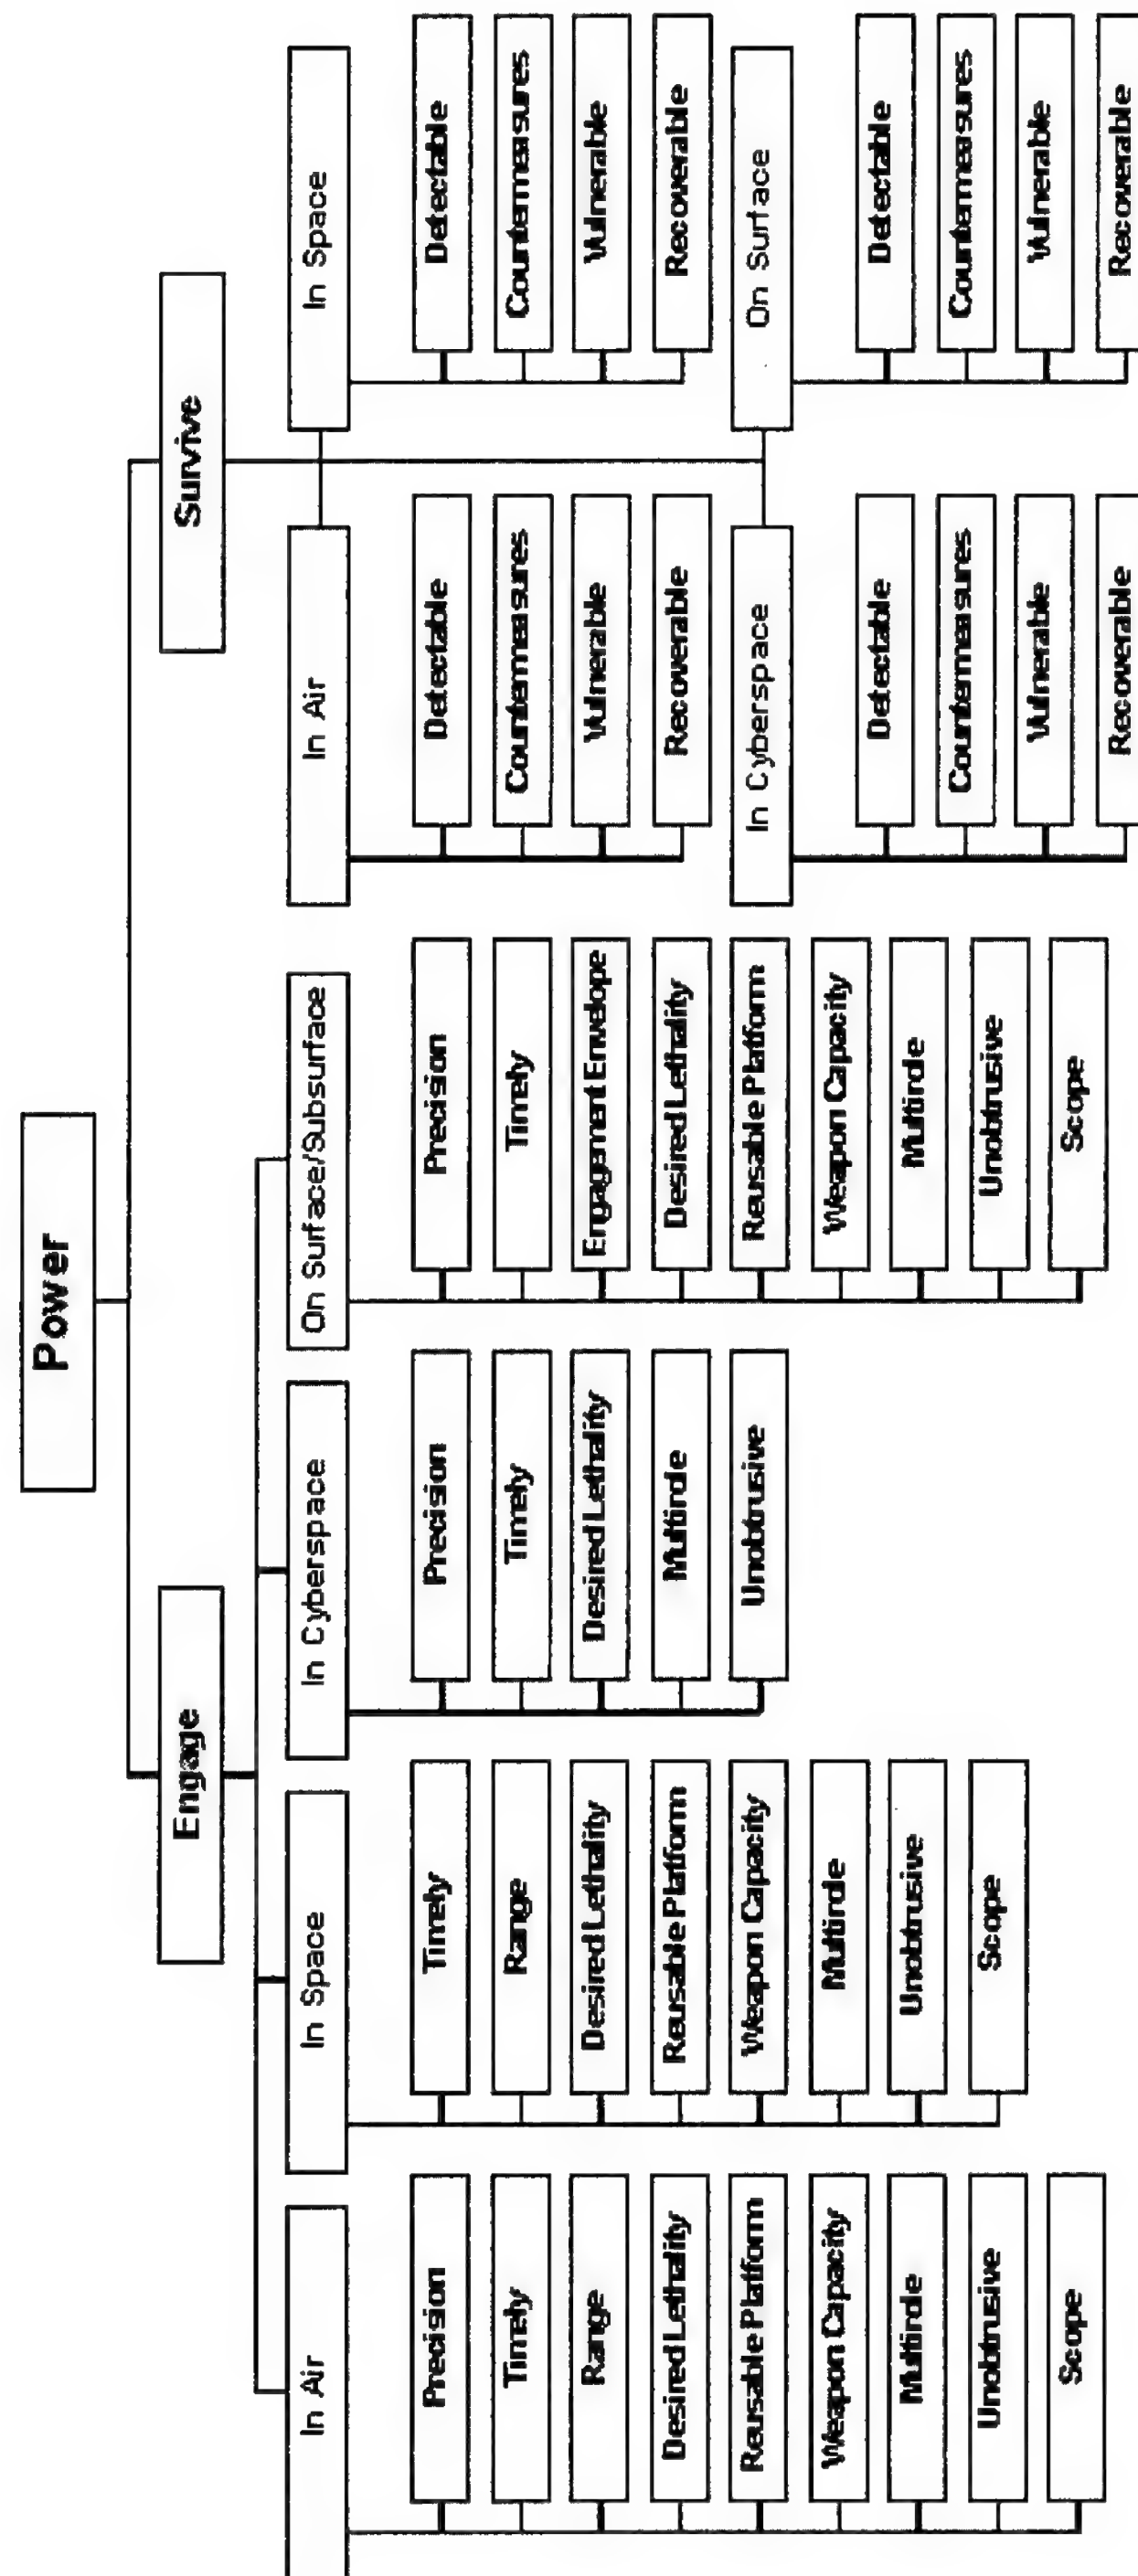 Power
Engage
In Air
Precision
Timely
Range
Desired Lethality
Reusable Platform
Weapon Capacity
Multirole
Unobtrusive
Scope
In Space
Timely
Range
Desired Lethality
Reusable Platform
Weapon Capacity
Multirole
Unobtrusive
Scope
In Cyberspace
Precision
Timely
Desired Lethality
Multirole
Unobtrusive
On Surface/Subsurface
Precision
Timely
Engagement Envelope
Desired Lethality
Reusable Platform
Weapon Capacity
Multirole
Unobtrusive
Scope
Survive
In Air
Detectable
Countermeasures
Vulnerable
Recoverable
In Space
Detectable
Countermeasures
Vulnerable
Recoverable
In Cyberspace
Detectable
Countermeasures
Vulnerable
Recoverable
On Surface
Detectable
Countermeasures
Vulnerable
Recoverable